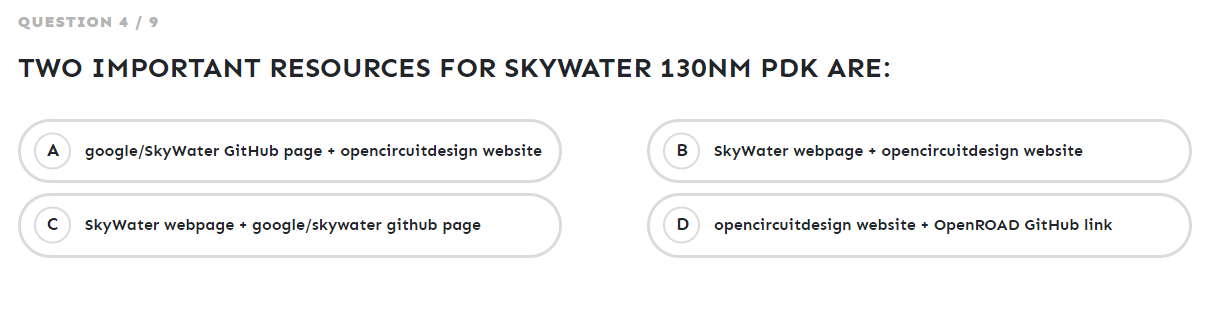 QUESTION 4 / 9
TWO IMPORTANT RESOURCES FOR SKYWATER 130NM PDK ARE:
A google/SkyWater GitHub page + opencircuitdesign website
B SkyWater webpage + opencircuitdesign website
C SkyWater webpage + google/skywater github page
D opencircuitdesign website + OpenROAD GitHub link